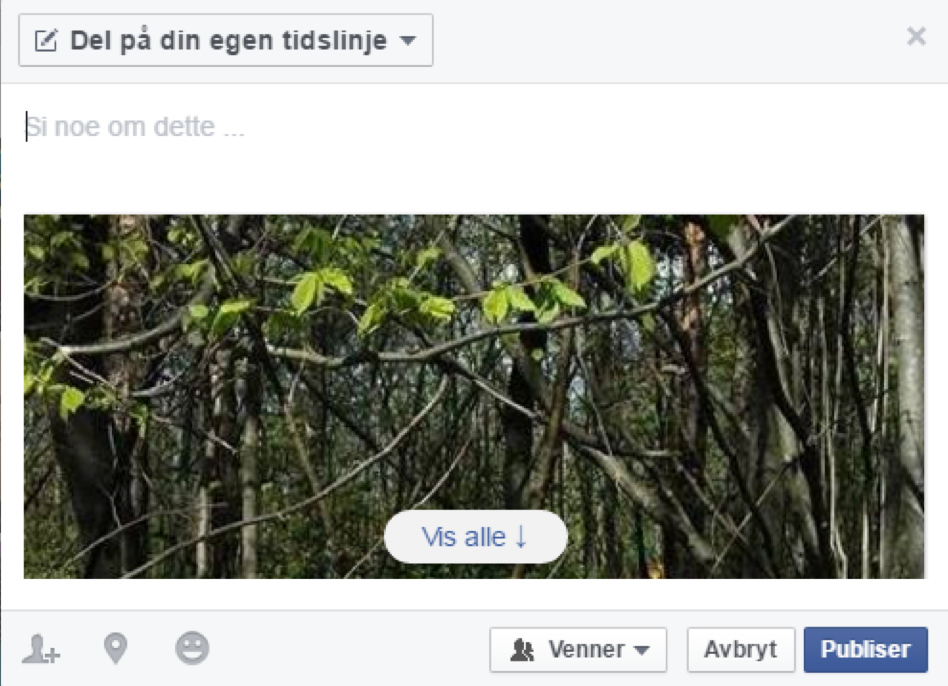 Del på din egen tidslinje
Si noe om dette ...
Vis alle ↓
Venner Avbryt Publiser